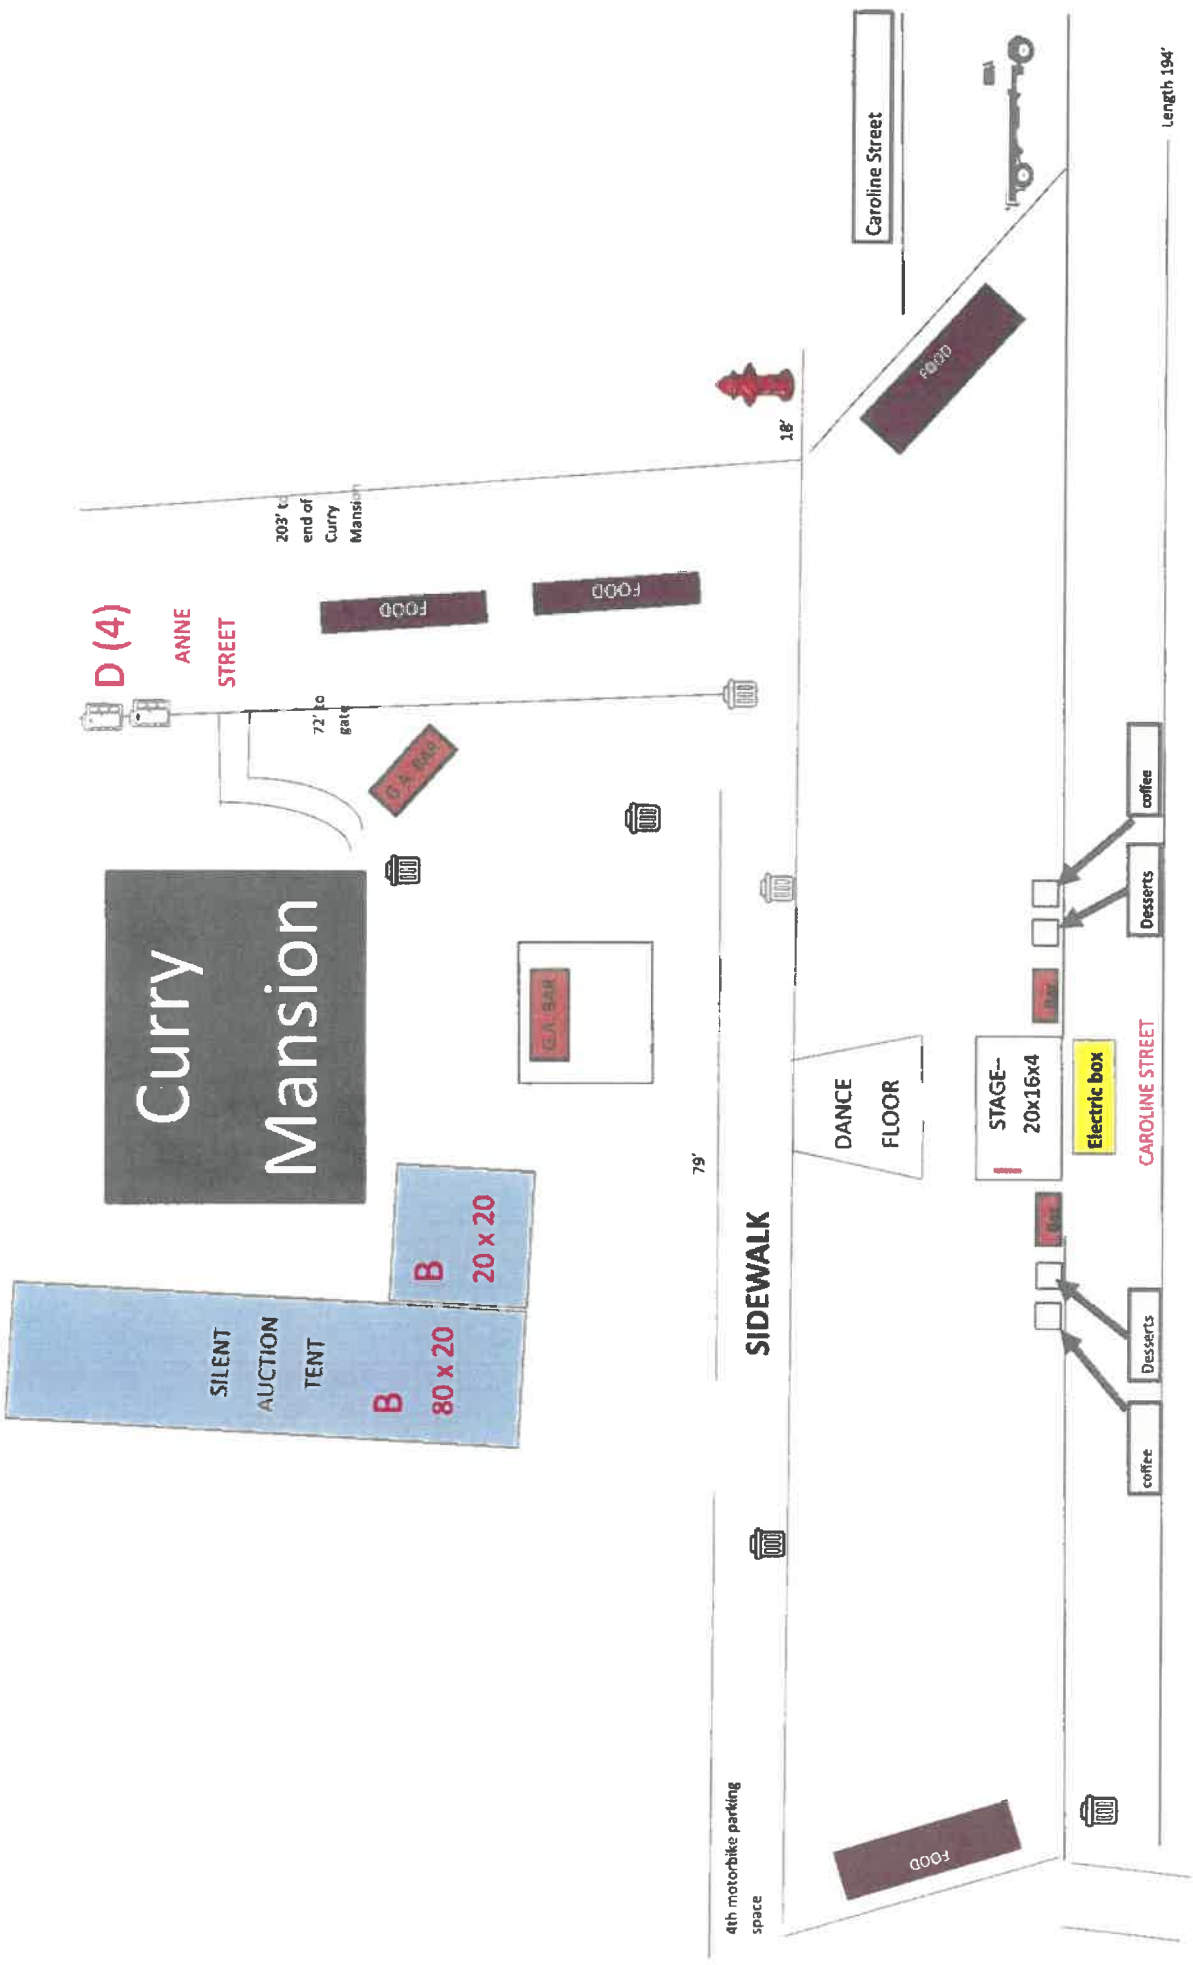 SILENT
AUCTION
TENT
B
80 x 20
B
20 x 20
Curry
Mansion
D (4)
ANNE
STREET
203' to
end of
Curry
Mansion
72' to
gate
FOOD
FOOD
G.A. BAR
G.A. BAR
79'
18'
4th motorbike parking
space
SIDEWALK
DANCE
FLOOR
Caroline Street
FOOD
FOOD
STAGE--
20x16x4
Bar
Bar
Electric box
coffee
Desserts
CAROLINE STREET
Desserts
coffee
Length 194'